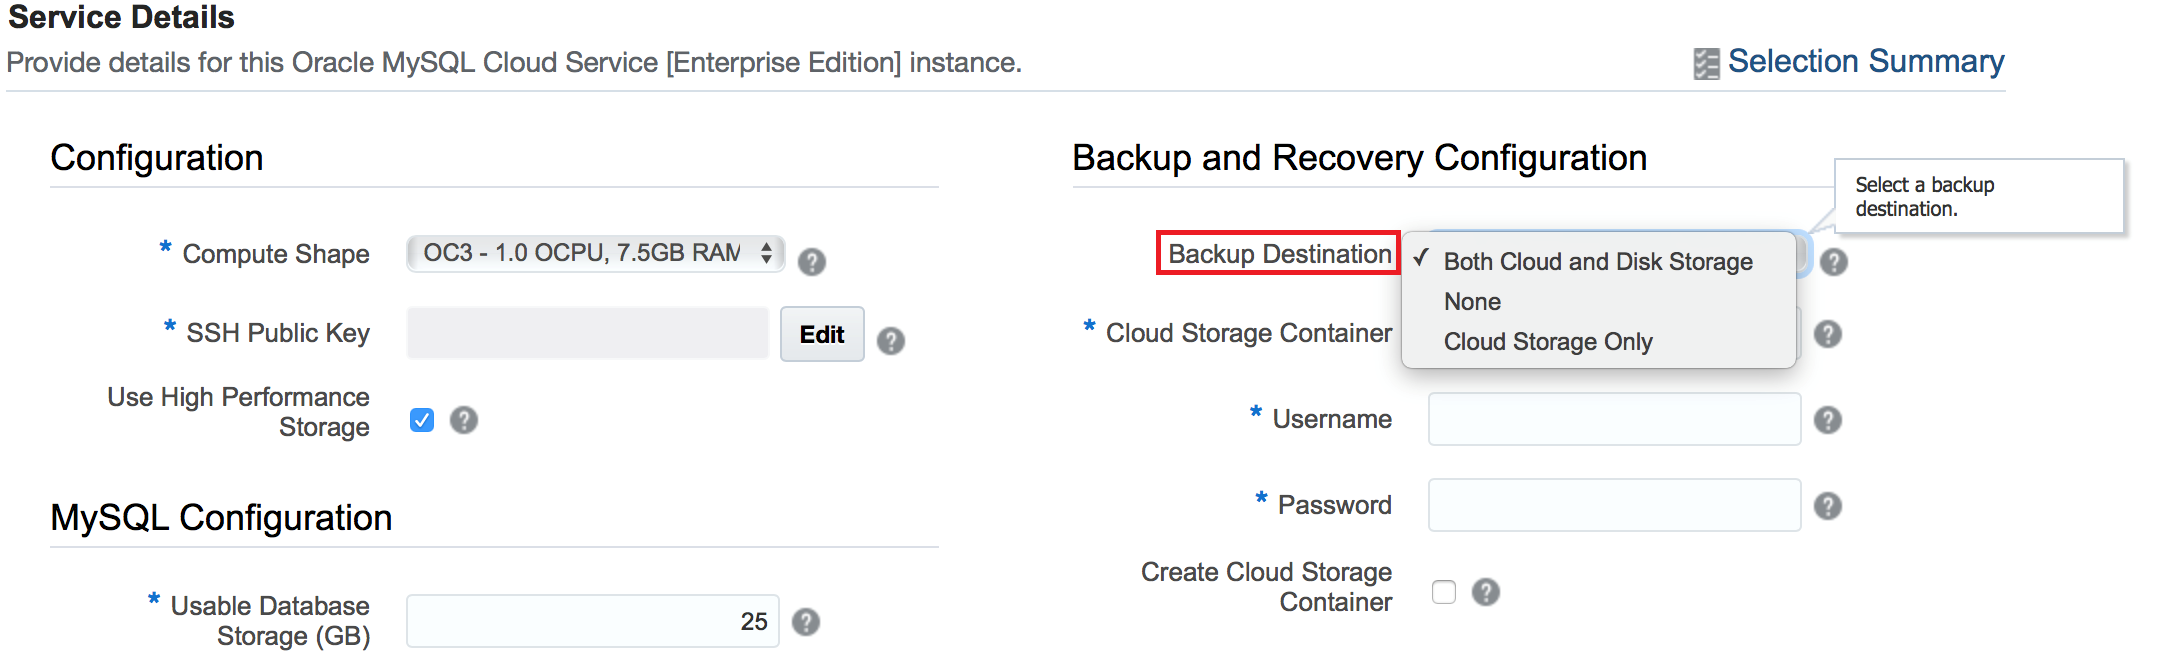 Service Details
Provide details for this Oracle MySQL Cloud Service [Enterprise Edition] instance.
Selection Summary
Configuration
* Compute Shape
OC3 - 1.0 OCPU, 7.5GB RAM
* SSH Public Key
Edit
Use High Performance
Storage
MySQL Configuration
* Usable Database
Storage (GB)
25
Backup and Recovery Configuration
Select a backup
destination.
Backup Destination
✓ Both Cloud and Disk Storage
None
Cloud Storage Only
* Cloud Storage Container
* Username
* Password
Create Cloud Storage
Container